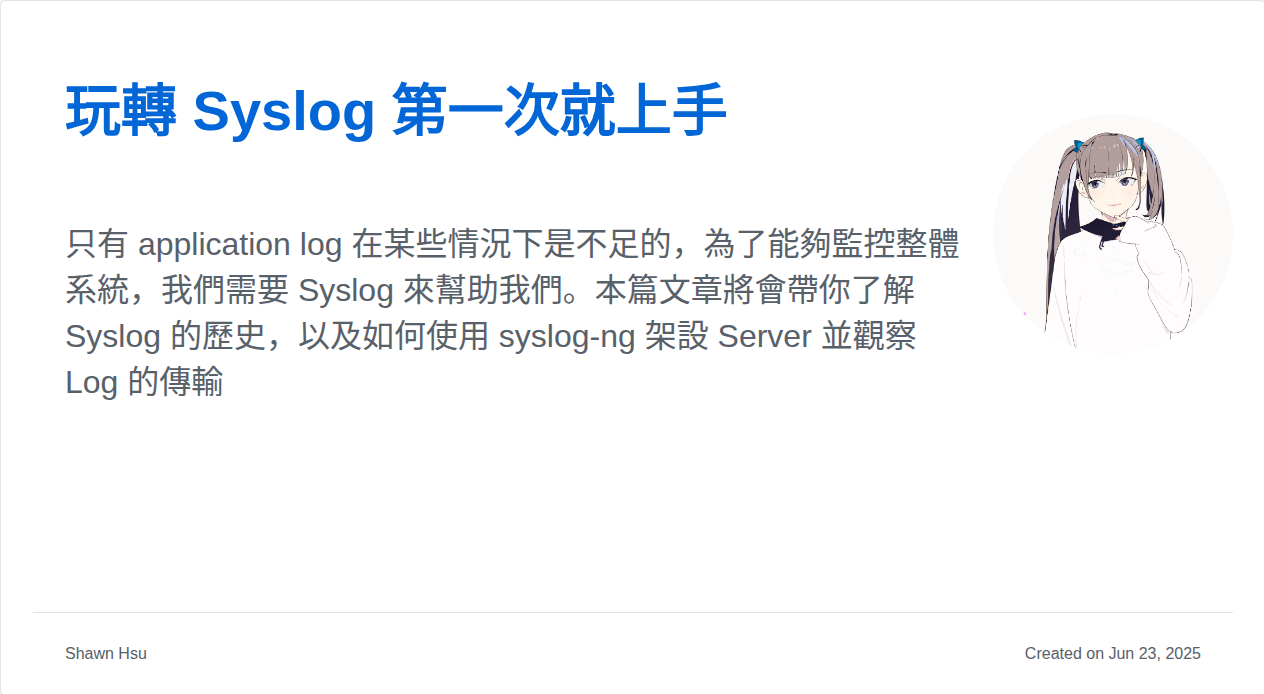 玩轉 Syslog 第一次就上手
只有 application log 在某些情況下是不足的，為了能夠監控整體
系統，我們需要 Syslog 來幫助我們。本篇文章將會帶你了解
Syslog 的歷史，以及如何使用 syslog-ng 架設 Server 並觀察
Log 的傳輸
Shawn Hsu
Created on Jun 23, 2025